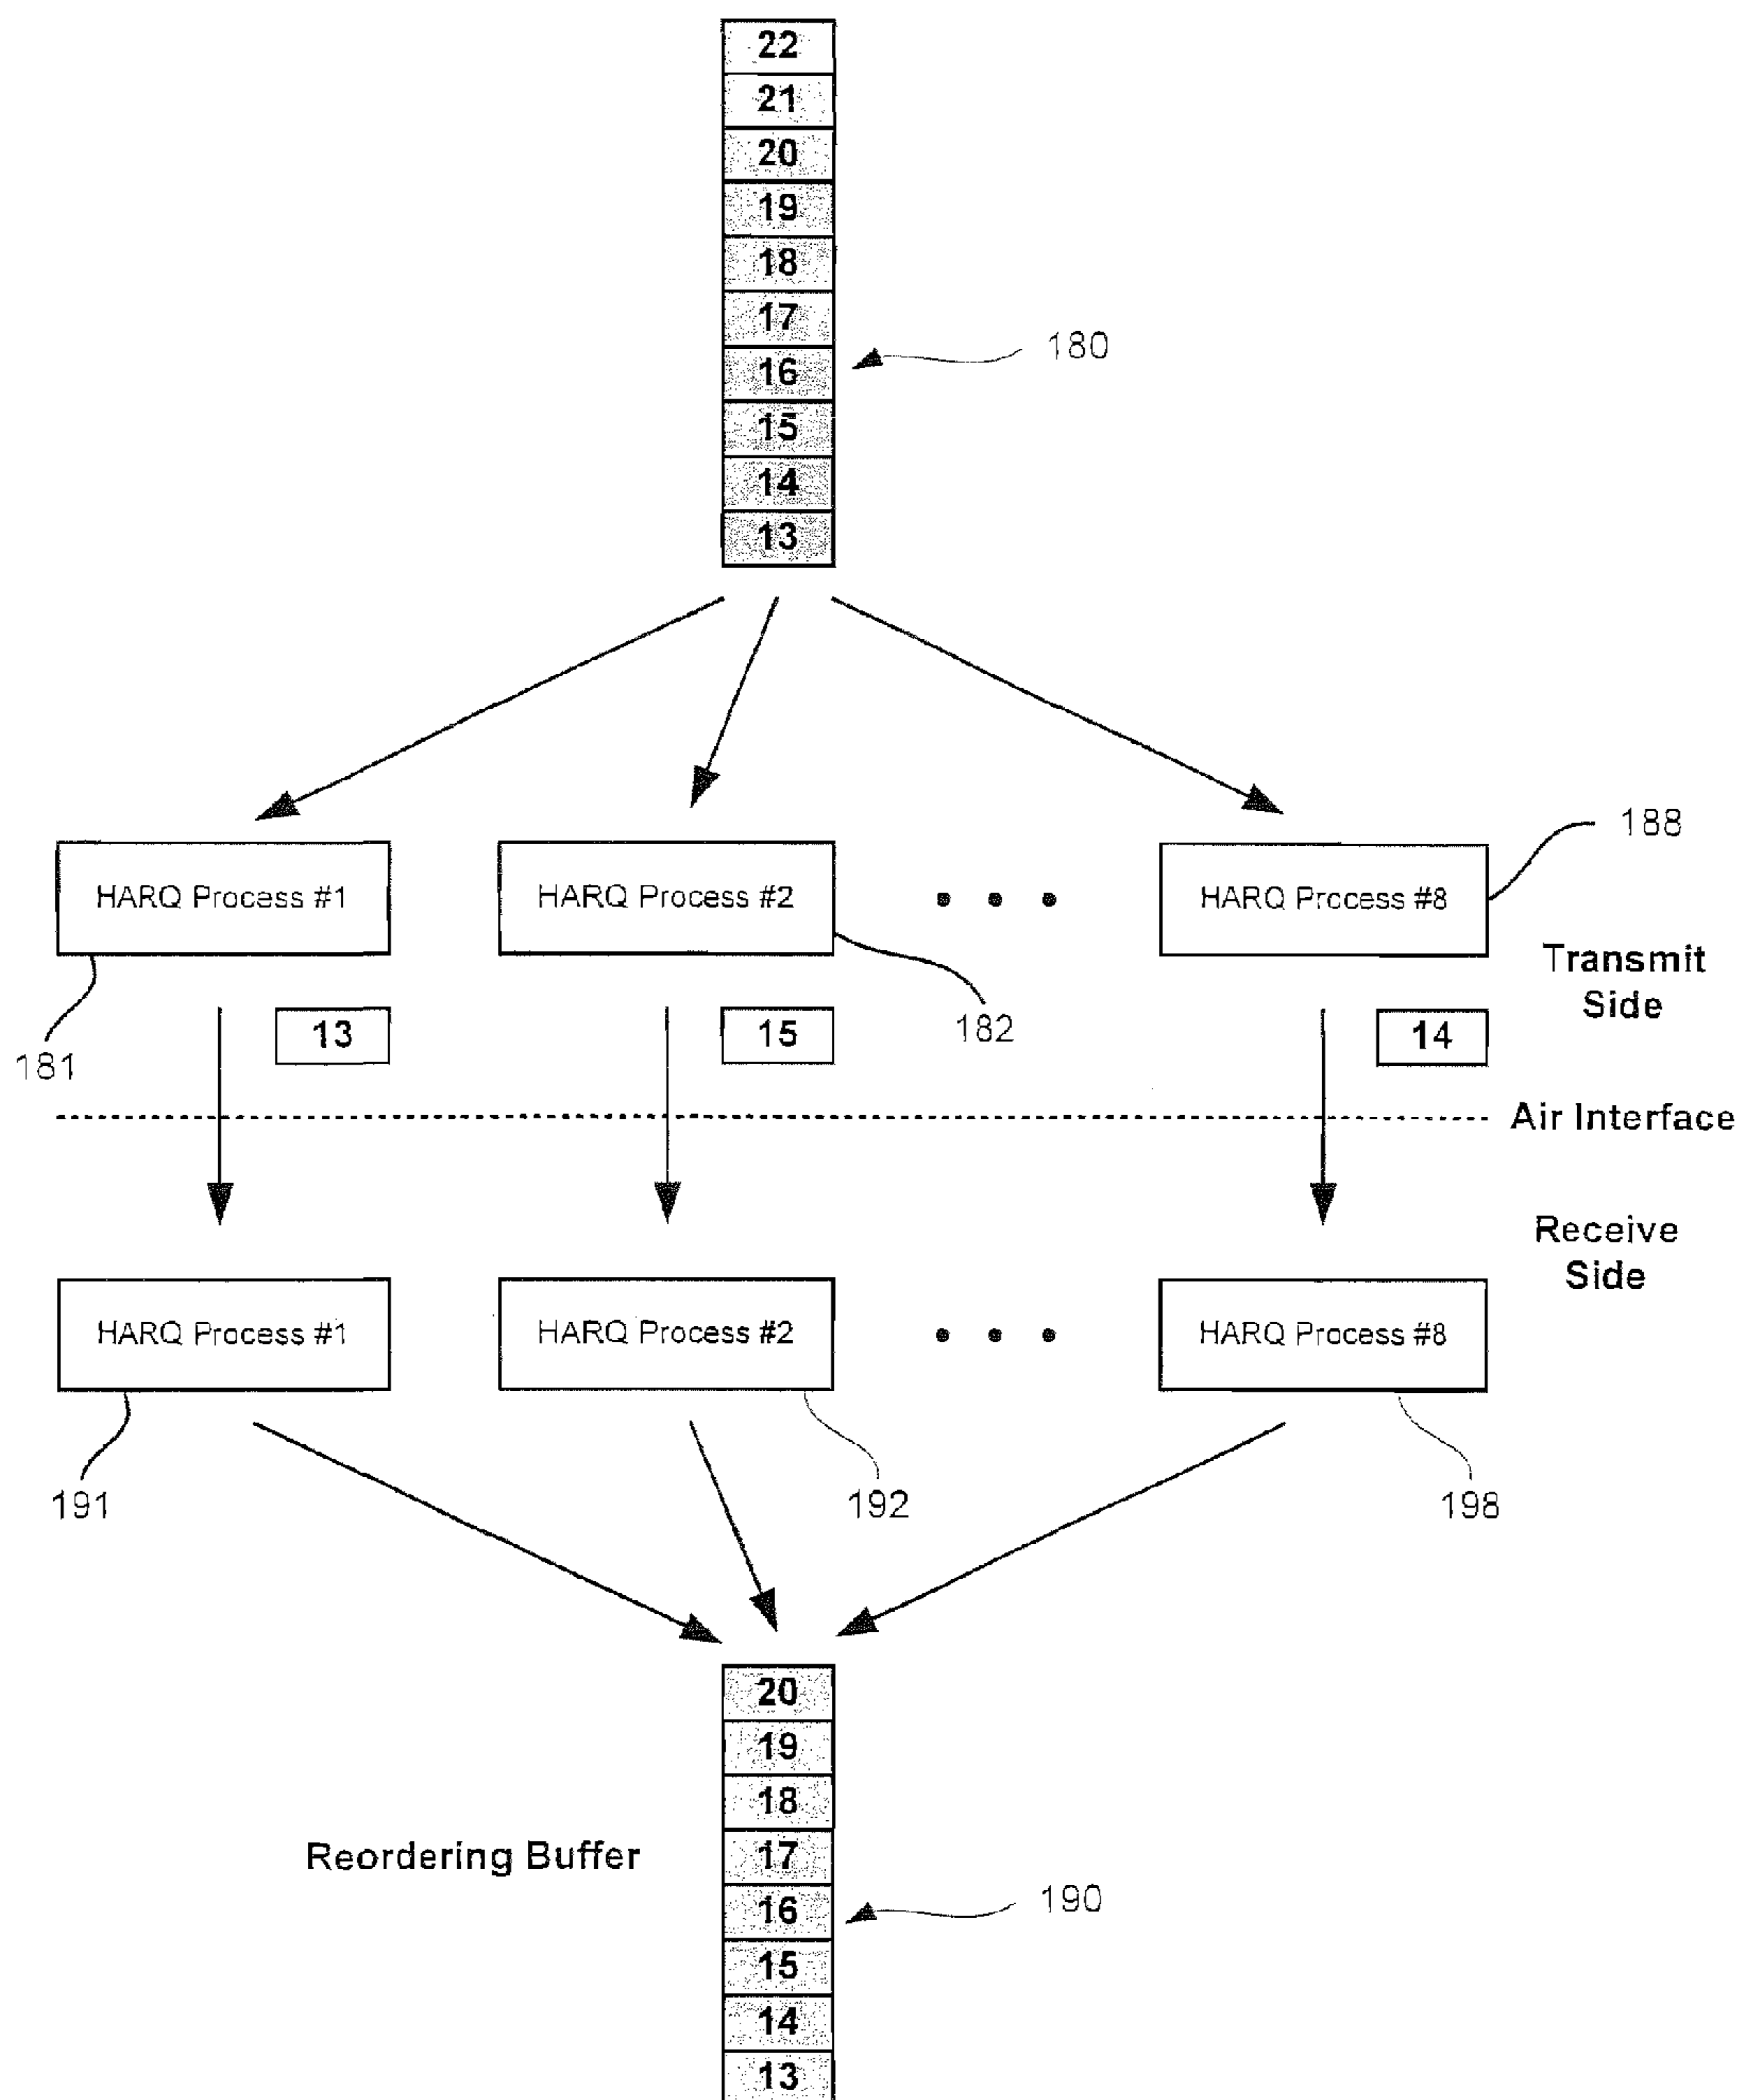 22
21
20
19
18
17
180
16
15
14
13
188
HARQ Process #1
HARQ Process #2
HARQ Process #8
Transmit
Side
13
15
182
14
181
Air Interface
Receive
Side
HARQ Process #1
HARQ Process #2
HARQ Process #8
191
192
198
20
19
18
Reordering Buffer
17
16
190
15
14
13